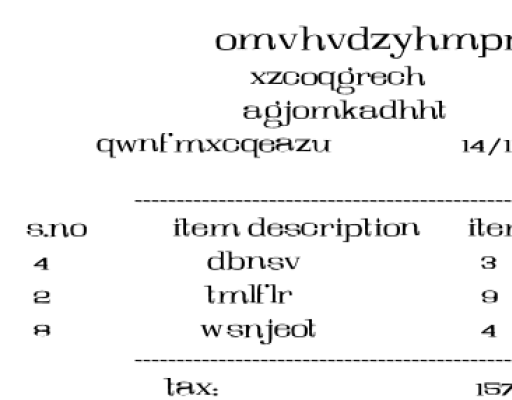 omvhvdzyhmpr
xzcoqgrech
agjomkadhht
qwnfmxcqeazu 14/1
s.no item description iter
4 dbnsv 3
2 tmlflr 9
8 wsnjeot 4
tax: 157